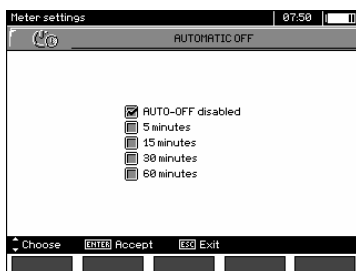 Meter settings 07:50
AUTOMATIC OFF
AUTO-OFF disabled
5 minutes
15 minutes
30 minutes
60 minutes
Choose ENTER Accept ESC Exit